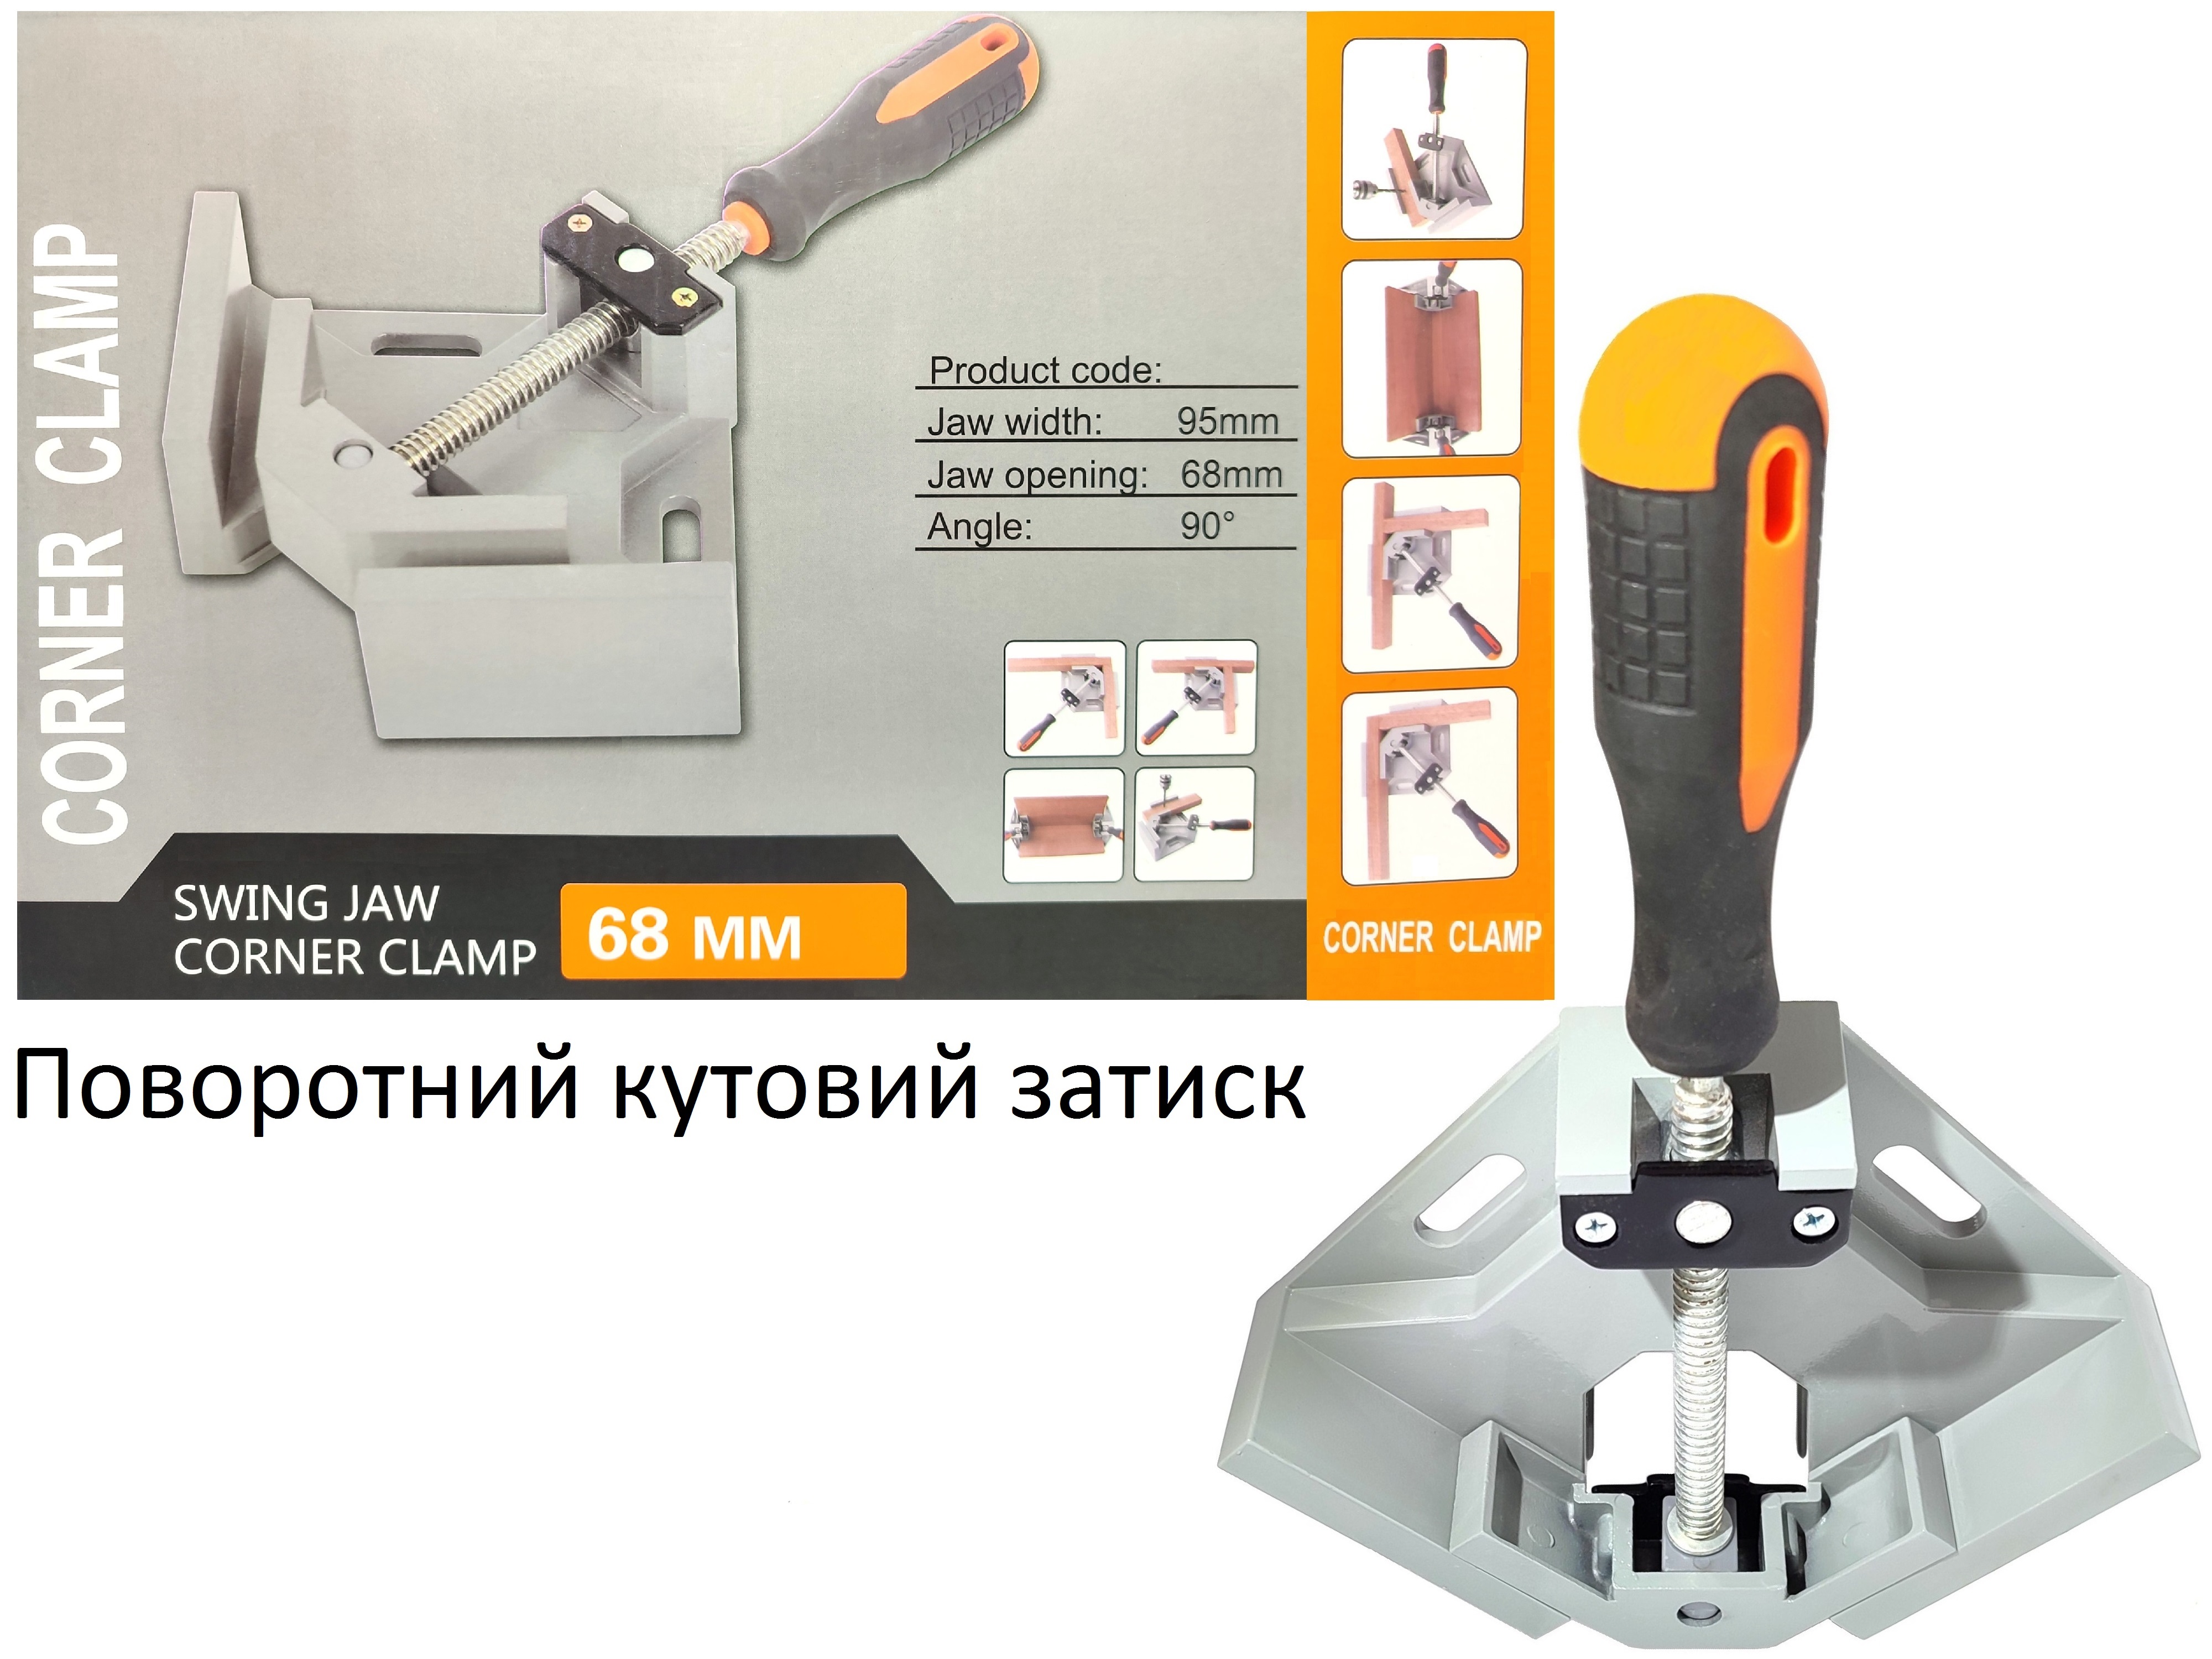 CORNER CLAMP
Product code:
Jaw width: 95mm
Jaw opening: 68mm
Angle: 90°
SWING JAW
CORNER CLAMP
68 MM
CORNER CLAMP
Поворотний кутовий затиск